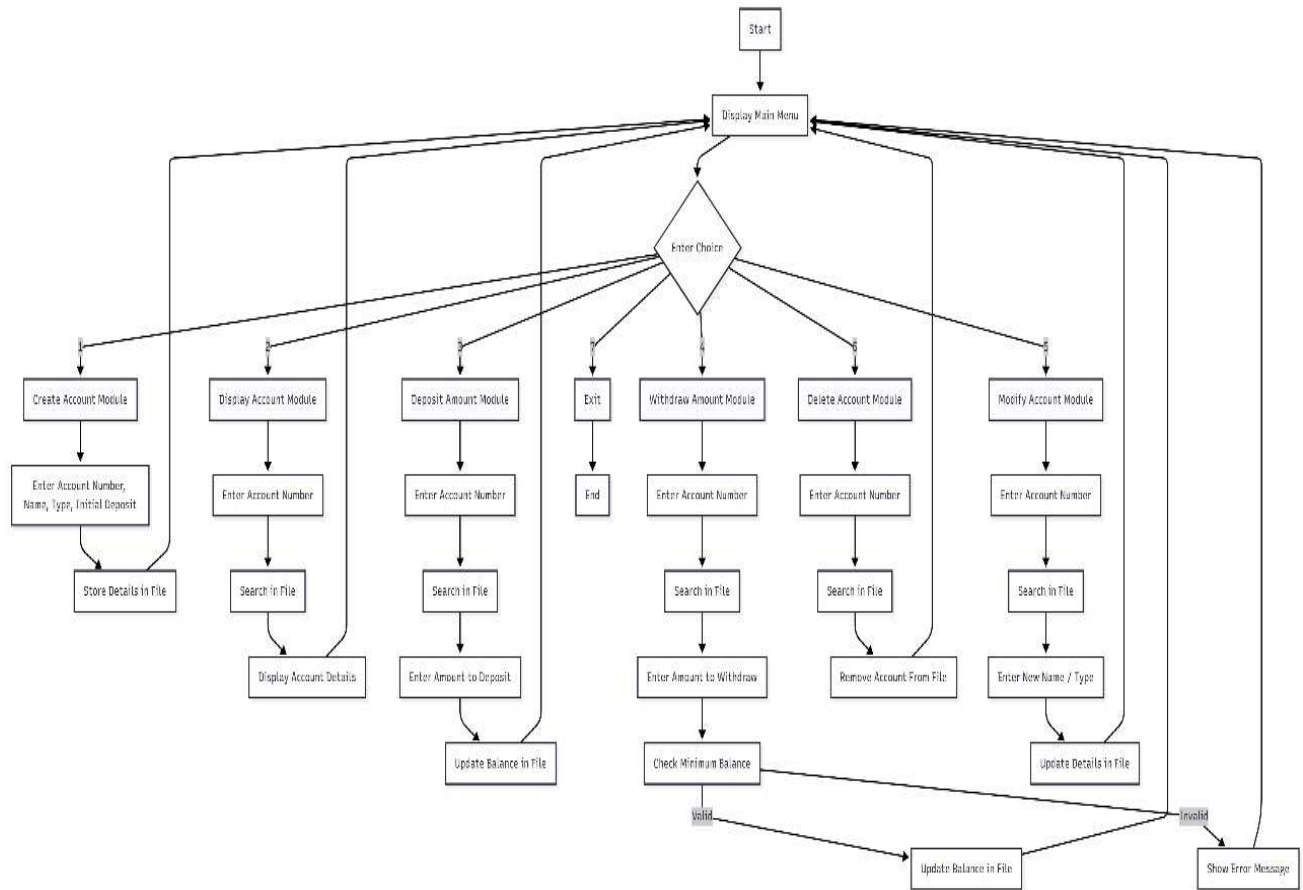 Start
Display Main Menu
Enter Choice
1
2
3
7
4
6
5
Create Account Module
Display Account Module
Deposit Amount Module
Exit
Withdraw Amount Module
Delete Account Module
Modify Account Module
Enter Account Number,
Name, Type, Initial Deposit
Enter Account Number
Enter Account Number
End
Enter Account Number
Enter Account Number
Enter Account Number
Store Details in File
Search in File
Search in File
Search in File
Search in File
Search in File
Display Account Details
Enter Amount to Deposit
Enter Amount to Withdraw
Remove Account From File
Enter New Name / Type
Update Balance in File
Check Minimum Balance
Update Details in File
Valid
Invalid
Update Balance in File
Show Error Message